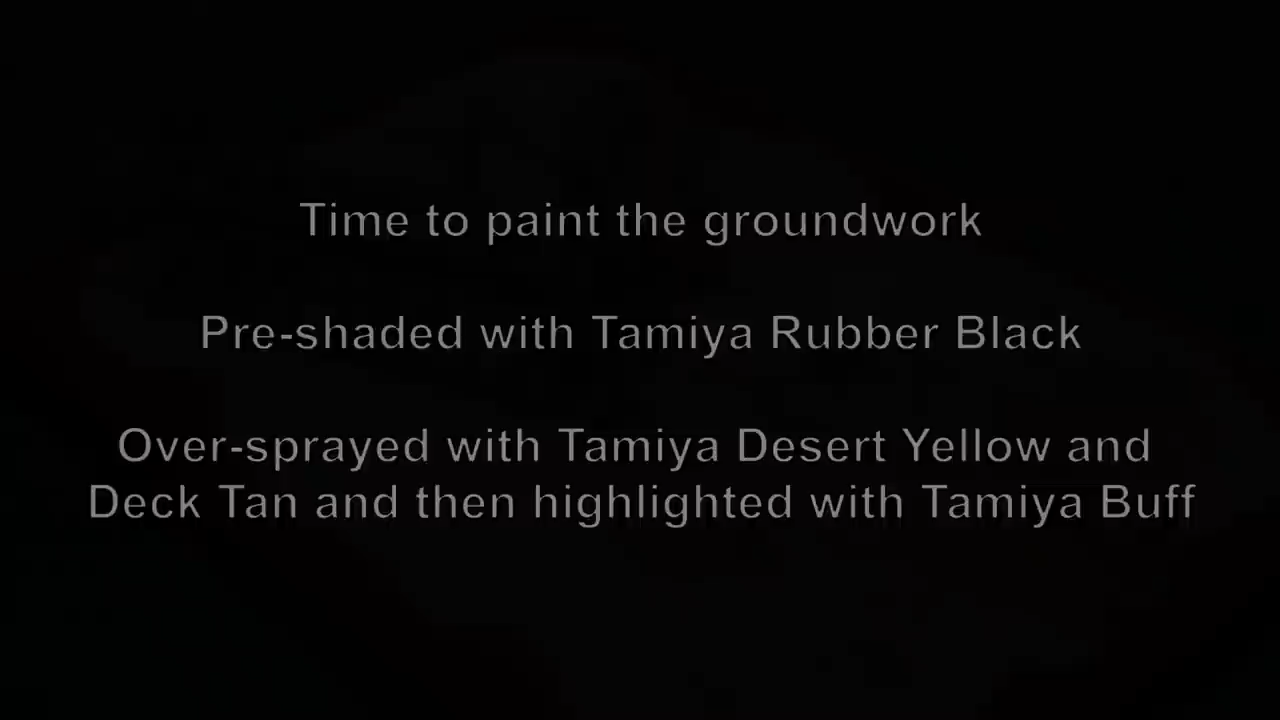 Time to paint the groundwork
Pre-shaded with Tamiya Rubber Black
Over-sprayed with Tamiya Desert Yellow and
Deck Tan and then highlighted with Tamiya Buff